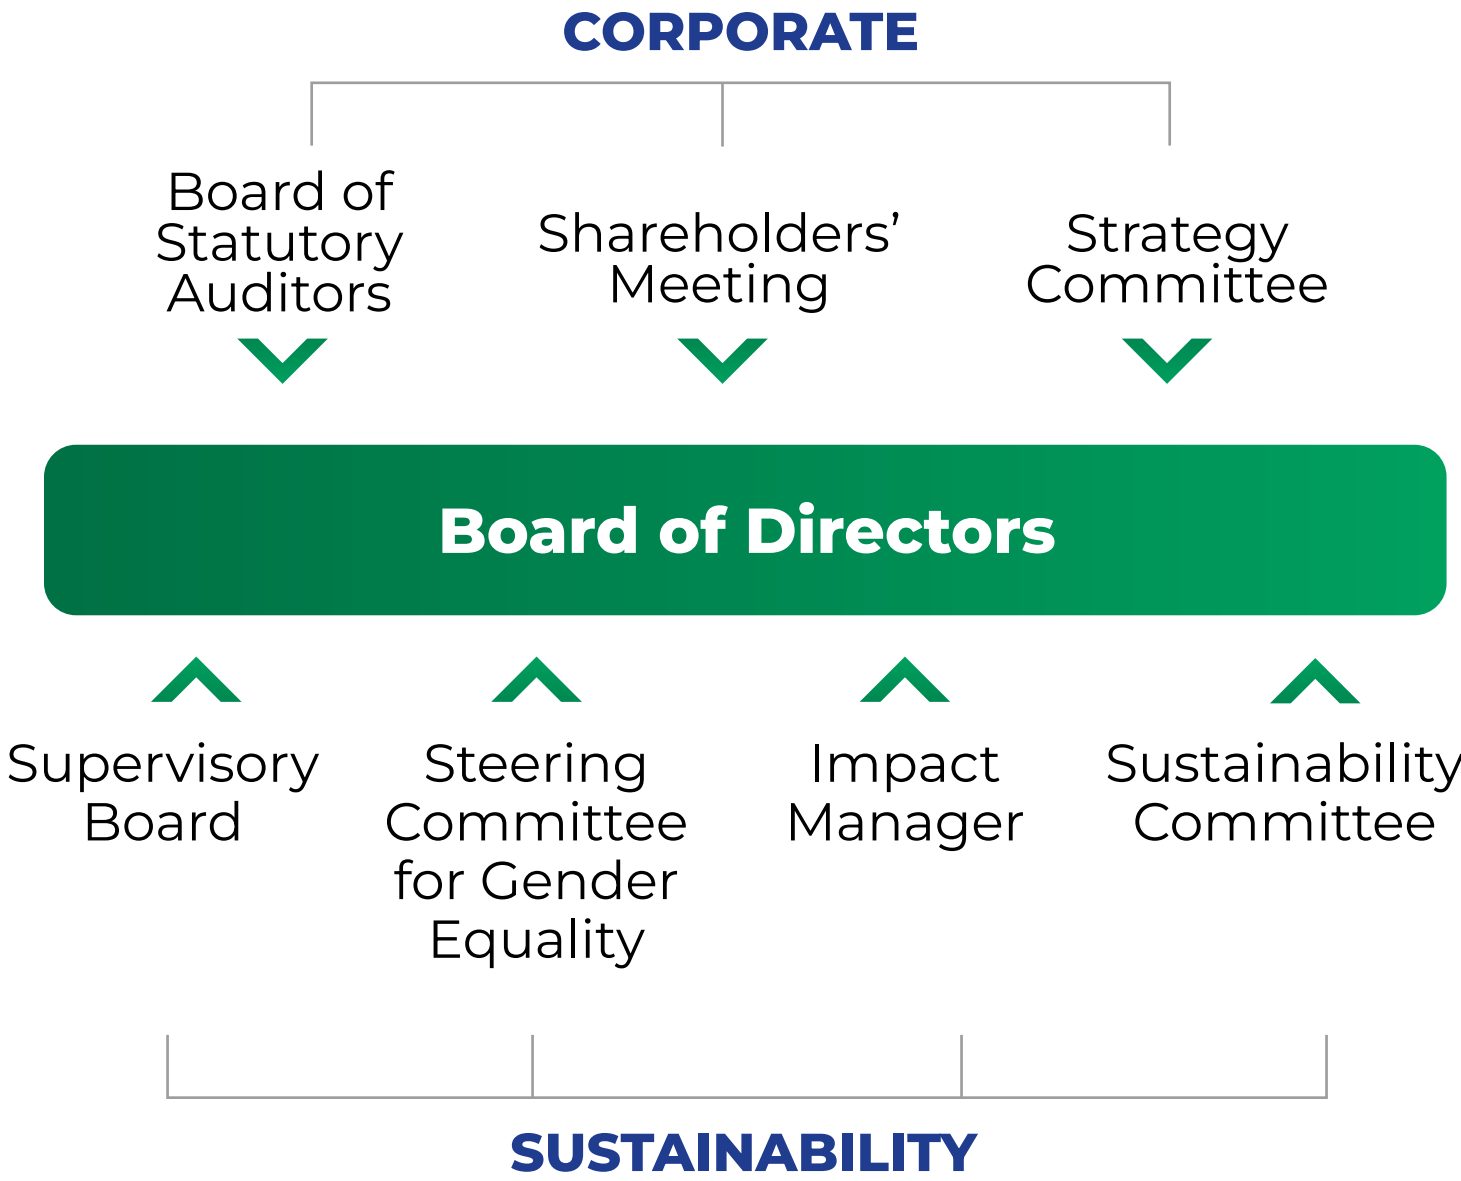 CORPORATE
Board of
Statutory
Auditors
Shareholders’
Meeting
Strategy
Committee
Board of Directors
Supervisory
Board
Steering
Committee
for Gender
Equality
Impact
Manager
Sustainability
Committee
SUSTAINABILITY